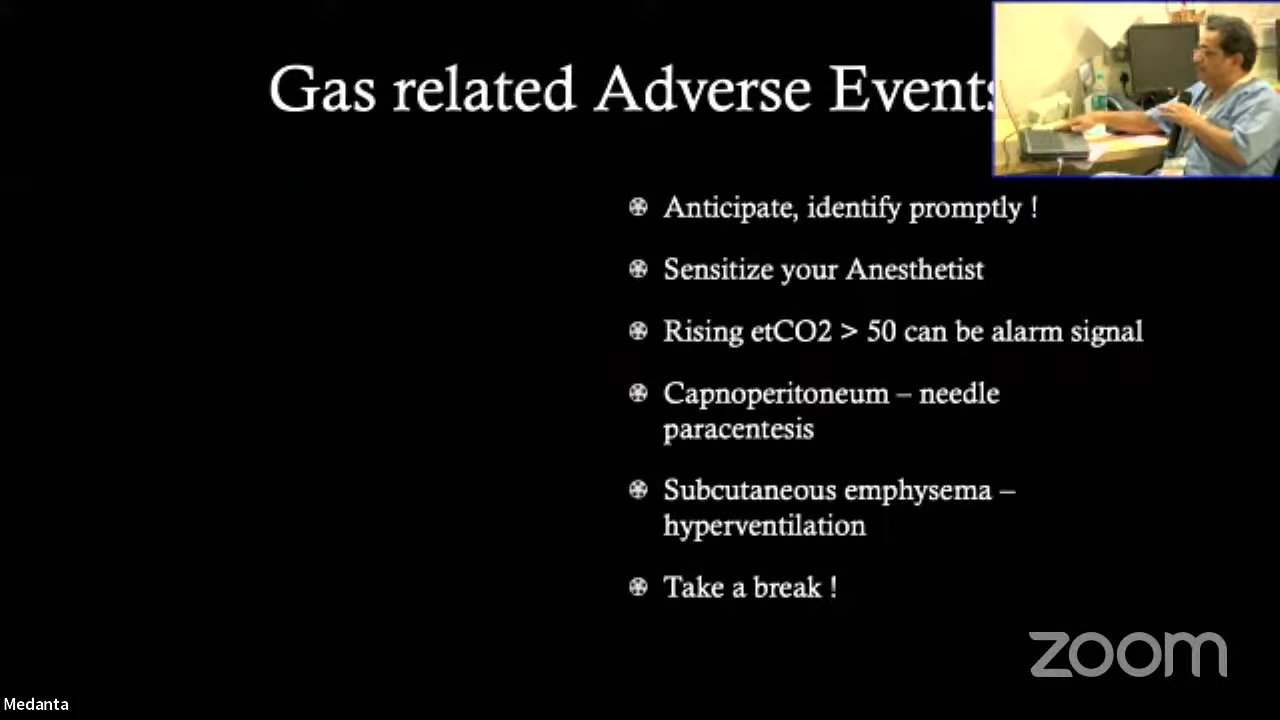 Gas related Adverse Events
Anticipate, identify promptly !
Sensitize your Anesthetist
Rising etCO2 > 50 can be alarm signal
Capnoperitoneum – needle
paracentesis
Subcutaneous emphysema –
hyperventilation
Take a break !
zoom
Medanta